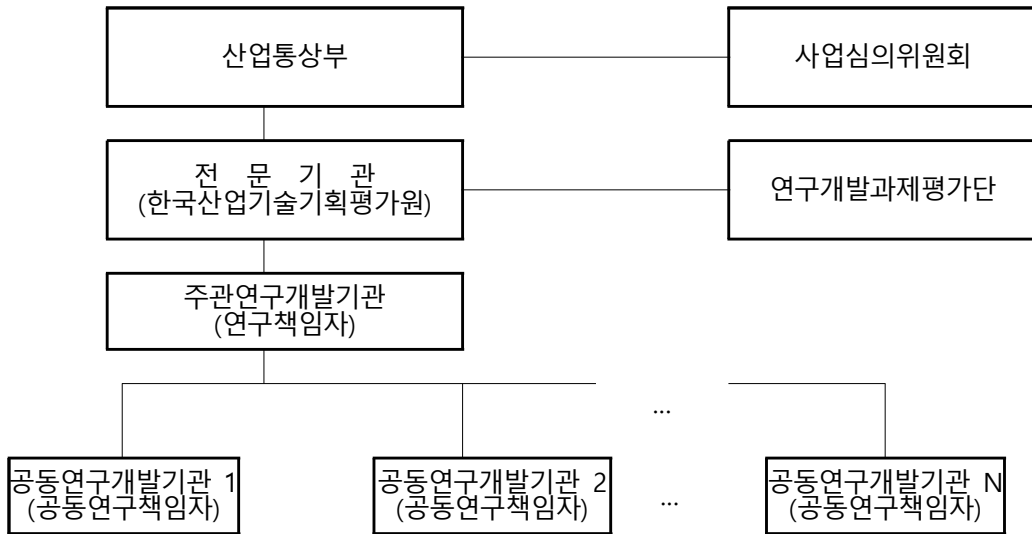 산업통상부
사업심의위원회
전 문 기 관
(한국산업기술기획평가원)
연구개발과제평가단
주관연구개발기관
(연구책임자)
...
공동연구개발기관 1
(공동연구책임자)
공동연구개발기관 2
(공동연구책임자)
...
공동연구개발기관 N
(공동연구책임자)